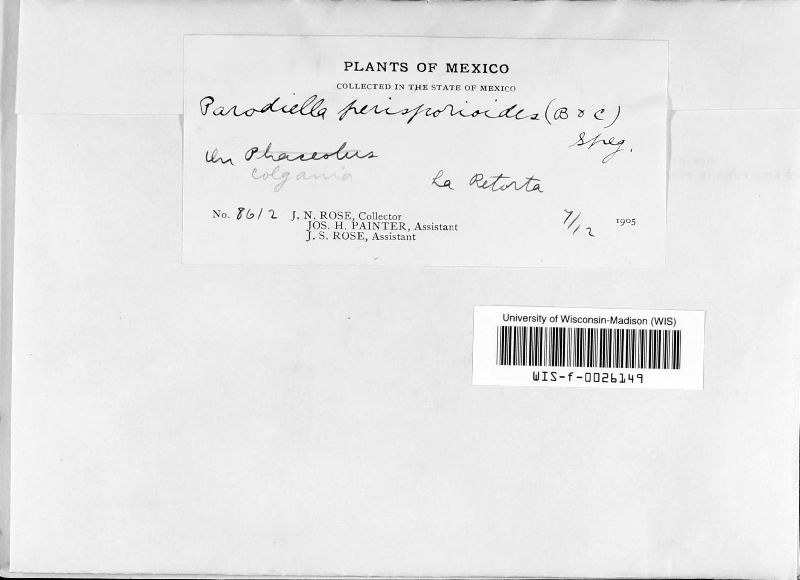 PLANTS OF MEXICO
COLLECTED IN THE STATE OF MEXICO
Parodiella perisporioides (B & C)
Speg.
on Phaseolus
Cologania
La Retorta
No. 8612 J. N. ROSE, Collector
JOS. H. PAINTER, Assistant
J. S. ROSE, Assistant
7/12 1905
University of Wisconsin-Madison (WIS)
WIS-f-0026149